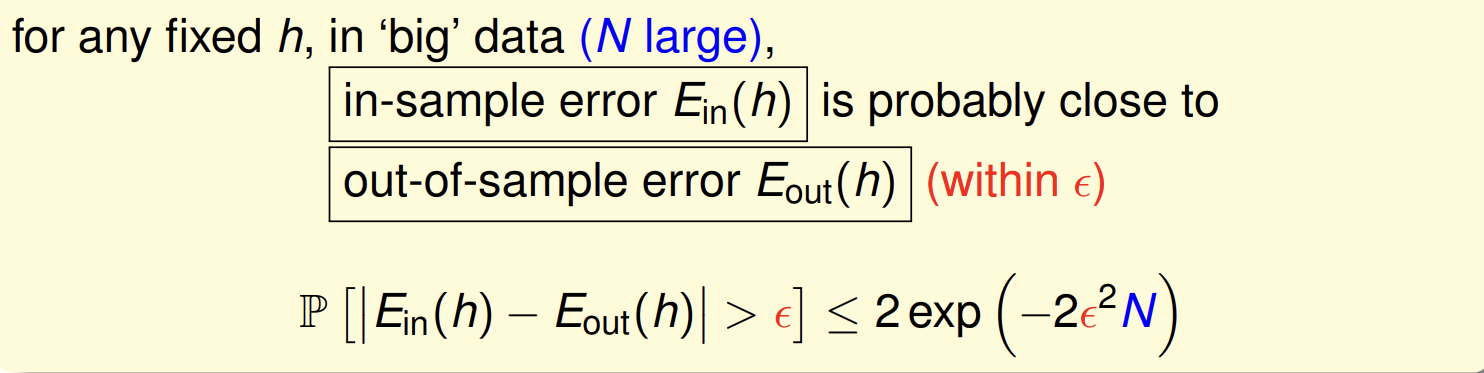 for any fixed h, in ‘big’ data (N large),
in-sample error E_in(h) is probably close to
out-of-sample error E_out(h) (within ϵ)
ℙ [|E_in(h) − E_out(h)| > ϵ] ≤ 2 exp (−2ϵ²N)